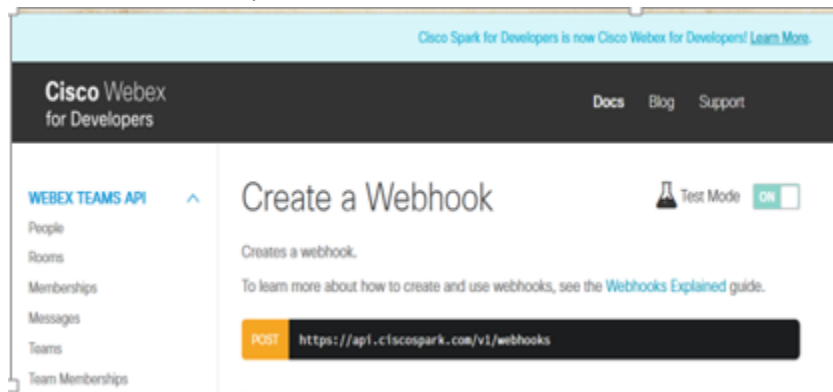 Cisco Spark for Developers is now Cisco Webex for Developers! Learn More.
Cisco Webex
for Developers
Docs Blog Support
WEBEX TEAMS API
People
Rooms
Memberships
Messages
Teams
Team Memberships
Create a Webhook
Test Mode ON
Creates a webhook.
To learn more about how to create and use webhooks, see the Webhooks Explained guide.
POST https://api.ciscospark.com/v1/webhooks